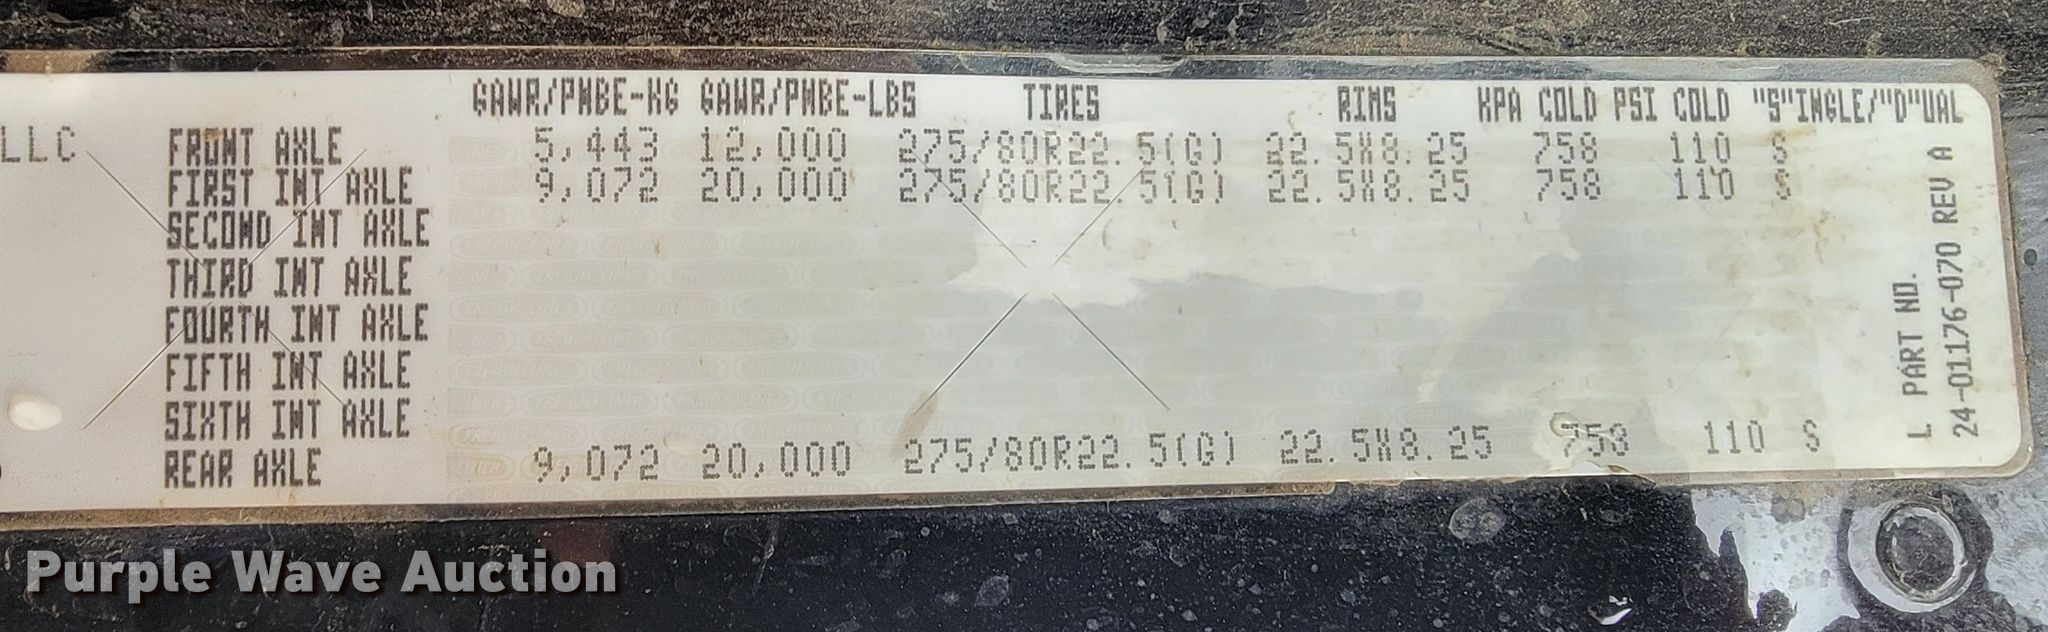 GAWR/PNBE-KG GAWR/PNBE-LBS TIRES RIMS KPA COLD PSI COLD "S"INGLE/"D"UAL
LLC
FRONT AXLE 5,443 12,000 275/80R22.5(G) 22.5X8.25 758 110 S
FIRST INT AXLE 9,072 20,000 275/80R22.5(G) 22.5X8.25 758 110 S
SECOND INT AXLE
THIRD INT AXLE
FOURTH INT AXLE
FIFTH INT AXLE
SIXTH INT AXLE
REAR AXLE 9,072 20,000 275/80R22.5(G) 22.5X8.25 758 110 S
L PART NO.
24-01176-070 REV A
Purple Wave Auction